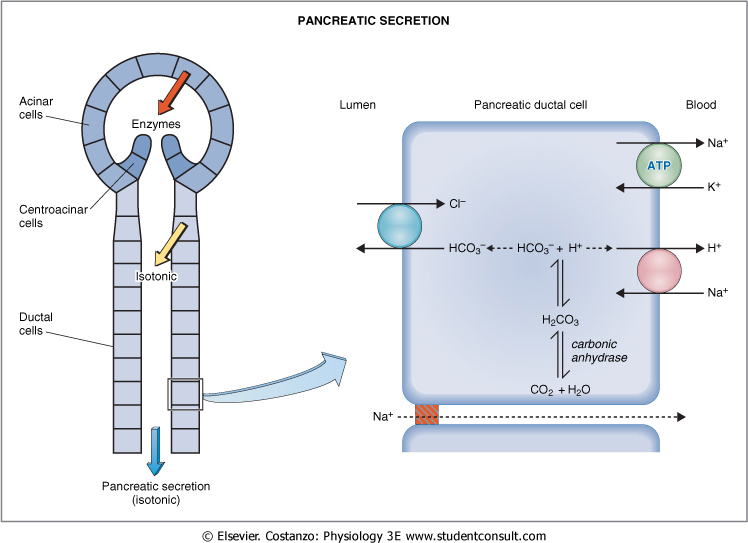 PANCREATIC SECRETION
Acinar
cells
Enzymes
Centroacinar
cells
Isotonic
Ductal
cells
Pancreatic secretion
(isotonic)
Lumen
Pancreatic ductal cell
Blood
Na⁺
ATP
K⁺
Cl⁻
HCO₃⁻
HCO₃⁻ + H⁺
H⁺
Na⁺
H₂CO₃
carbonic
anhydrase
CO₂ + H₂O
Na⁺
© Elsevier. Costanzo: Physiology 3E www.studentconsult.com